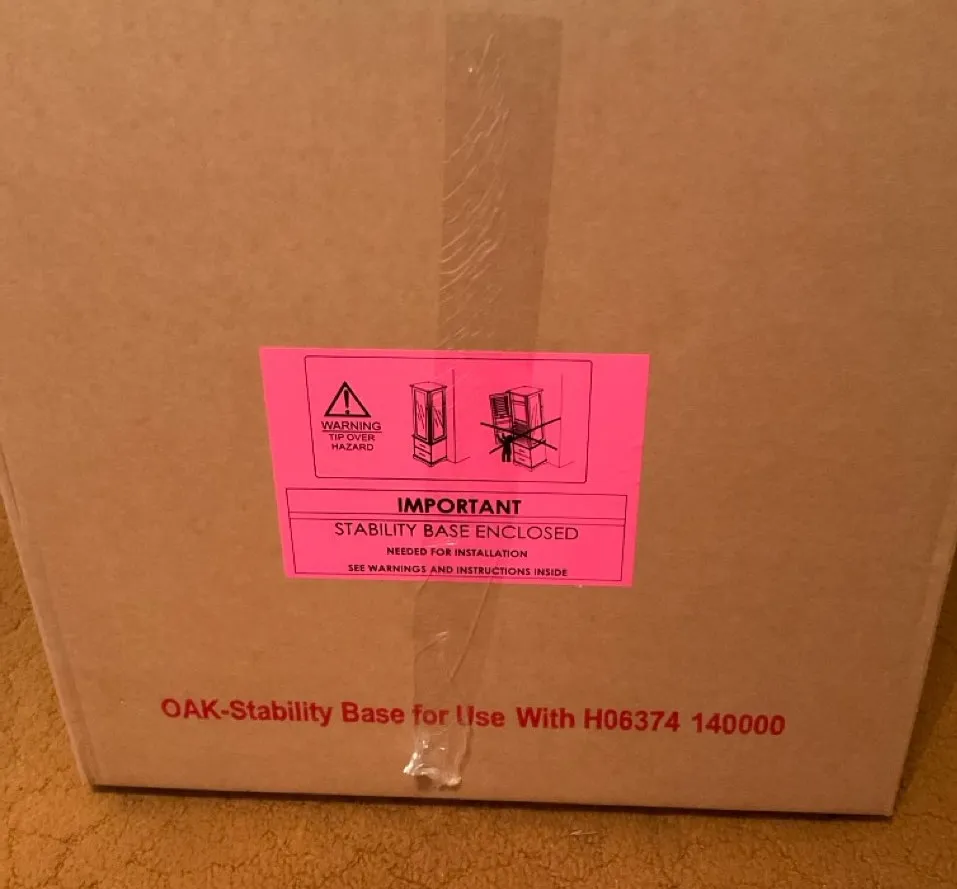 WARNING
TIP OVER
HAZARD
IMPORTANT
STABILITY BASE ENCLOSED
NEEDED FOR INSTALLATION
SEE WARNINGS AND INSTRUCTIONS INSIDE
OAK-Stability Base for Use With H06374 140000